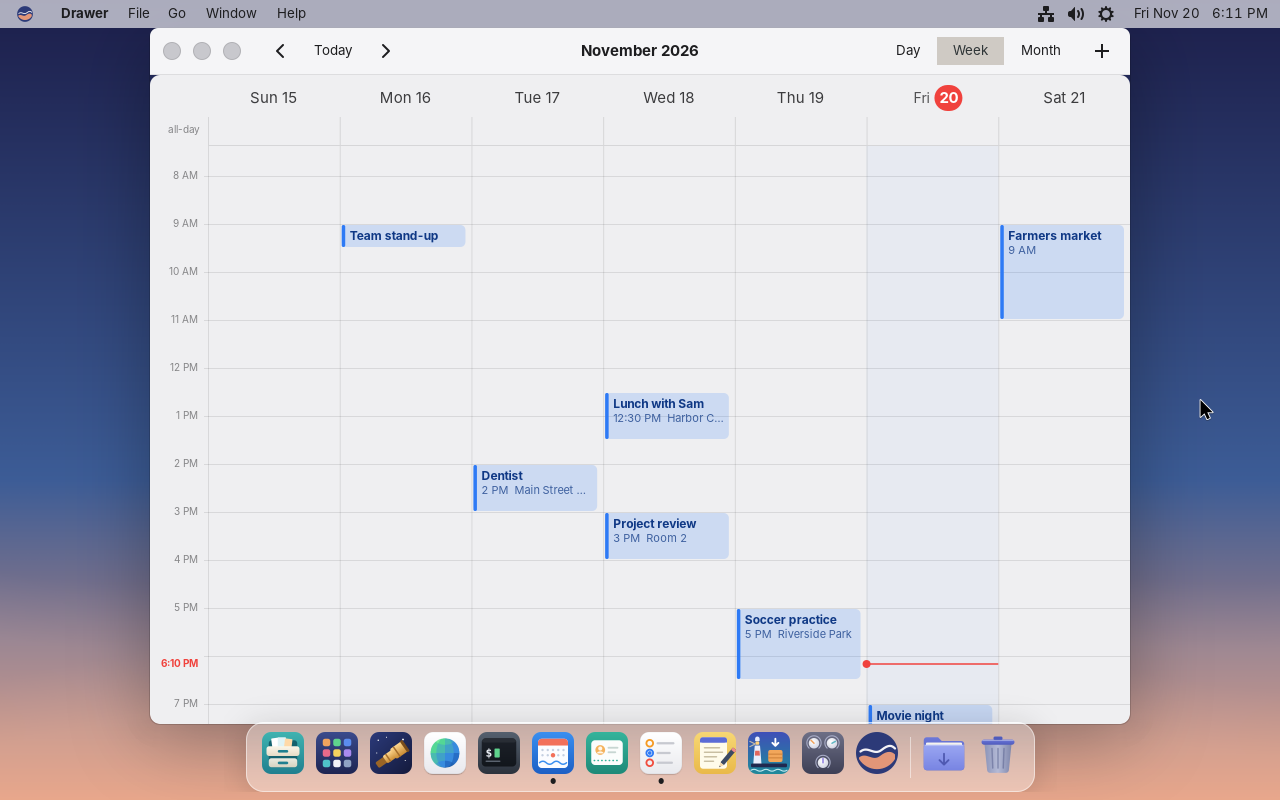 Drawer File Go Window Help Fri Nov 20 6:11 PM
Today November 2026 Day Week Month
Sun 15 Mon 16 Tue 17 Wed 18 Thu 19 Fri 20 Sat 21
all-day
8 AM
9 AM
Team stand-up
Farmers market
9 AM
10 AM
11 AM
12 PM
Lunch with Sam
1 PM
12:30 PM Harbor C...
2 PM
Dentist
2 PM Main Street ...
3 PM
Project review
3 PM Room 2
4 PM
5 PM
Soccer practice
5 PM Riverside Park
6:10 PM
7 PM
Movie night
$